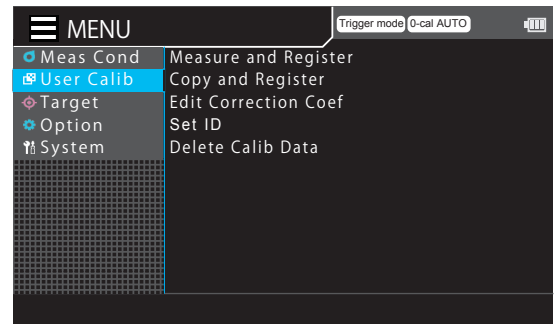 MENU
Trigger mode 0-cal AUTO
Meas Cond
User Calib
Target
Option
System
Measure and Register
Copy and Register
Edit Correction Coef
Set ID
Delete Calib Data